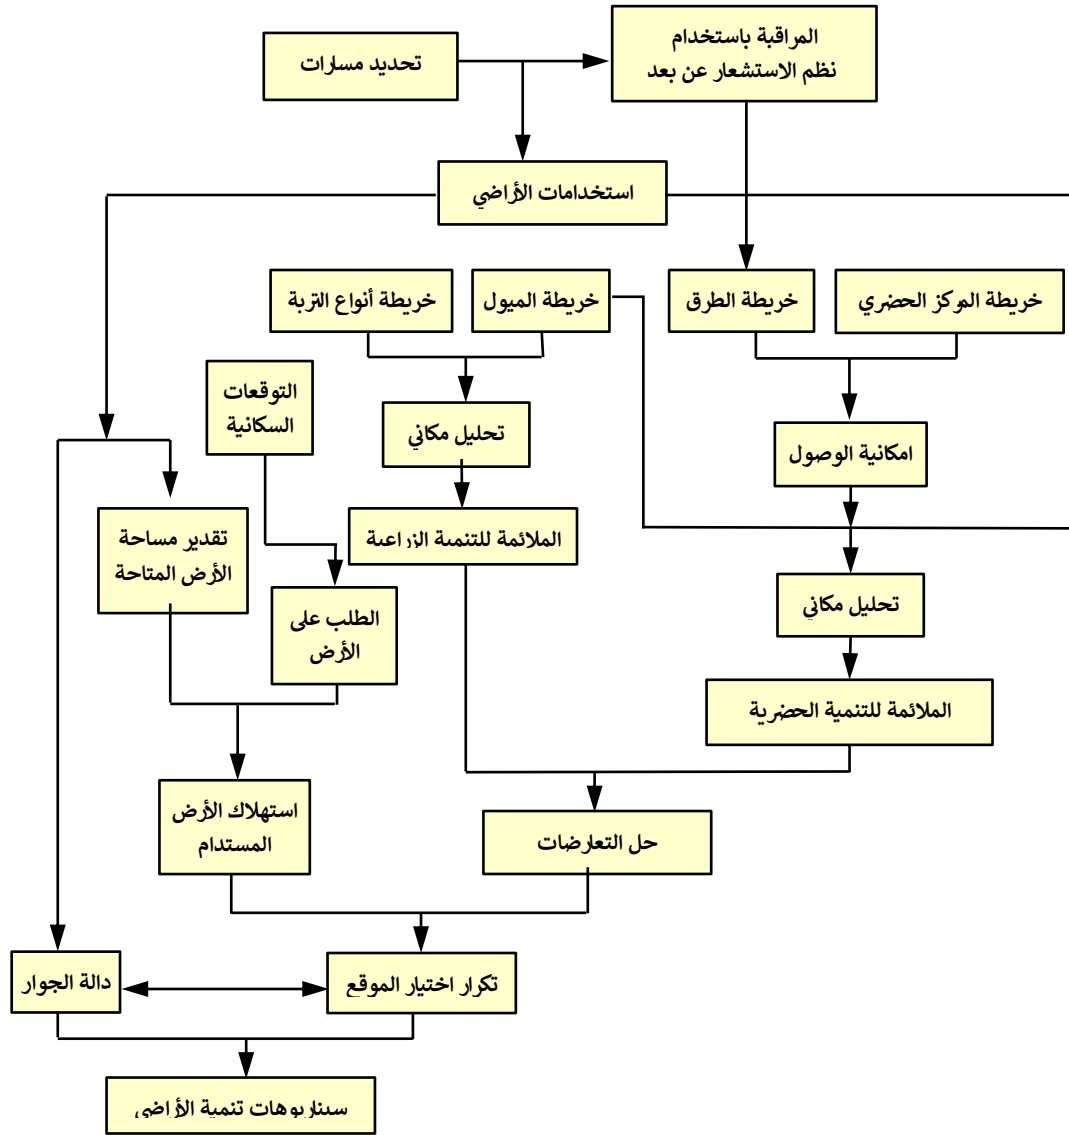 المراقبة باستخدام
نظم الاستشعار عن بعد
تحديد مسارات
استخدامات الأراضي
خريطة المركز الحضري
خريطة الطرق
خريطة الميول
خريطة أنواع التربة
التوقعات
السكانية
تحليل مكاني
امكانية الوصول
تقدير مساحة
الأرض المتاحة
الملائمة للتنمية الزراعية
الطلب على
الأرض
تحليل مكاني
الملائمة للتنمية الحضرية
استهلاك الأرض
المستدام
حل التعارضات
تكرار اختيار الموقع
دالة الجوار
سيناريوهات تنمية الأراضي